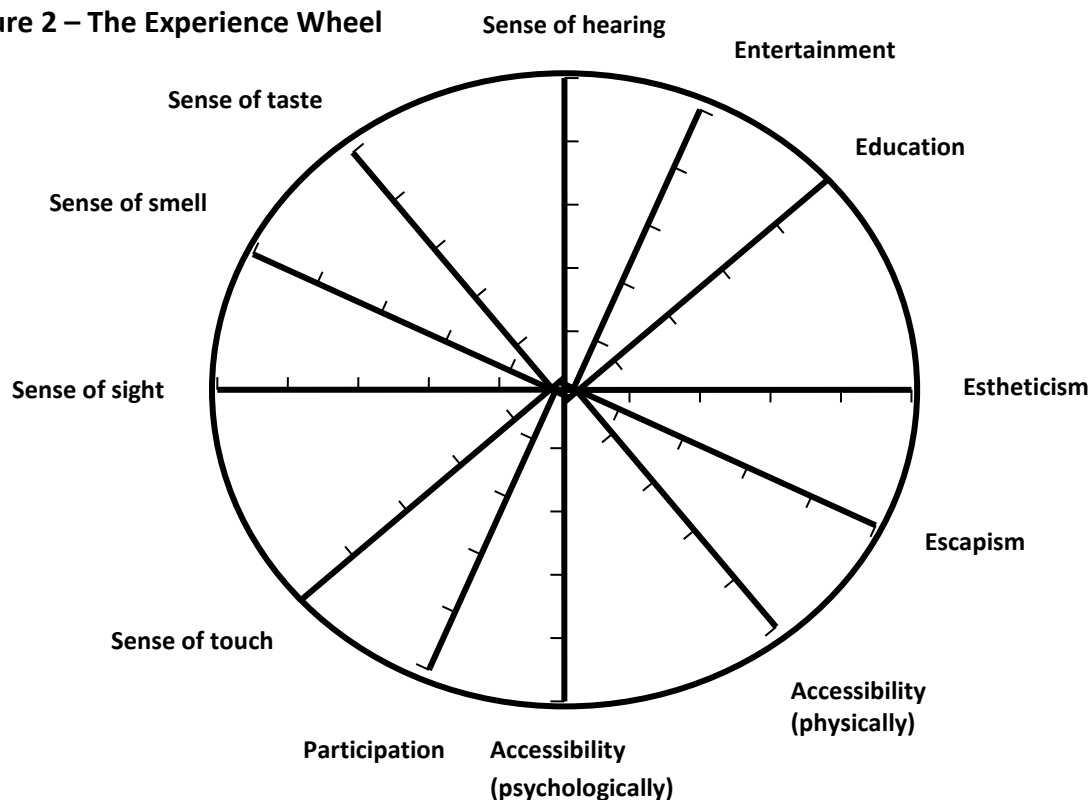 ure 2 – The Experience Wheel
Sense of hearing
Entertainment
Sense of taste
Education
Sense of smell
Sense of sight
Estheticism
Escapism
Sense of touch
Accessibility
(physically)
Participation
Accessibility
(psychologically)